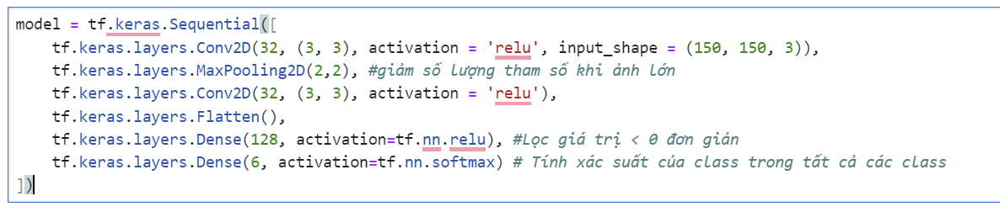 model = tf.keras.Sequential([
    tf.keras.layers.Conv2D(32, (3, 3), activation = 'relu', input_shape = (150, 150, 3)),
    tf.keras.layers.MaxPooling2D(2,2), #giảm số lượng tham số khi ảnh lớn
    tf.keras.layers.Conv2D(32, (3, 3), activation = 'relu'),
    tf.keras.layers.Flatten(),
    tf.keras.layers.Dense(128, activation=tf.nn.relu), #Lọc giá trị < 0 đơn giản
    tf.keras.layers.Dense(6, activation=tf.nn.softmax) # Tính xác suất của class trong tất cả các class
])